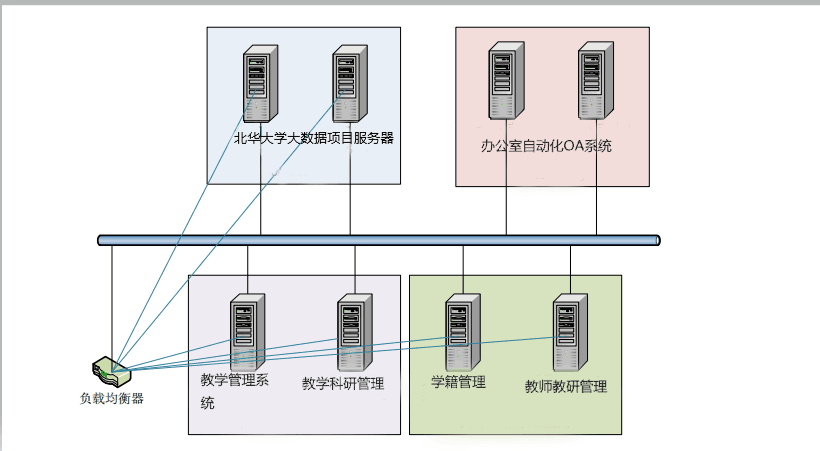 北华大学大数据项目服务器
办公室自动化OA系统
教学管理系
统
教学科研管理
学籍管理
教师教研管理
负载均衡器